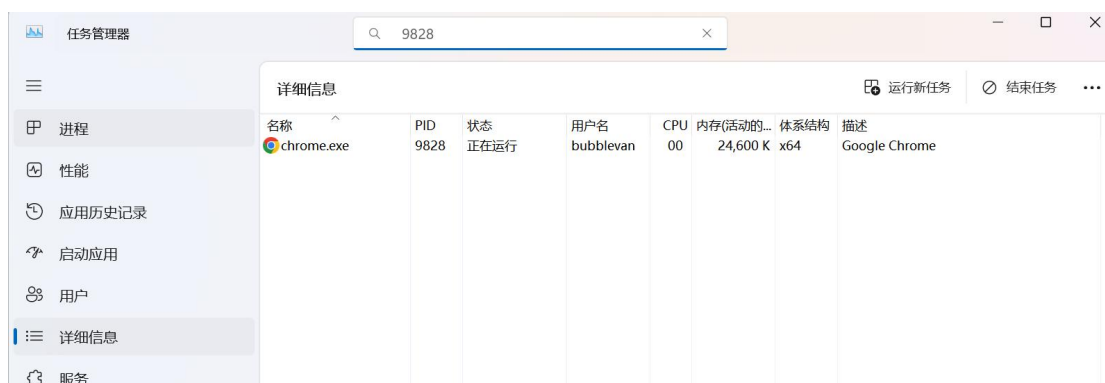 任务管理器
9828
详细信息
运行新任务
结束任务
进程
性能
应用历史记录
启动应用
用户
详细信息
服务
名称 PID 状态 用户名 CPU 内存(活动的... 体系结构 描述
chrome.exe 9828 正在运行 bubblevan 00 24,600 K x64 Google Chrome